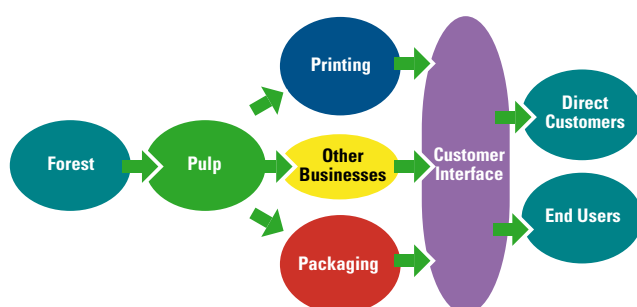 Forest
Pulp
Printing
Other
Businesses
Packaging
Customer
Interface
Direct
Customers
End Users